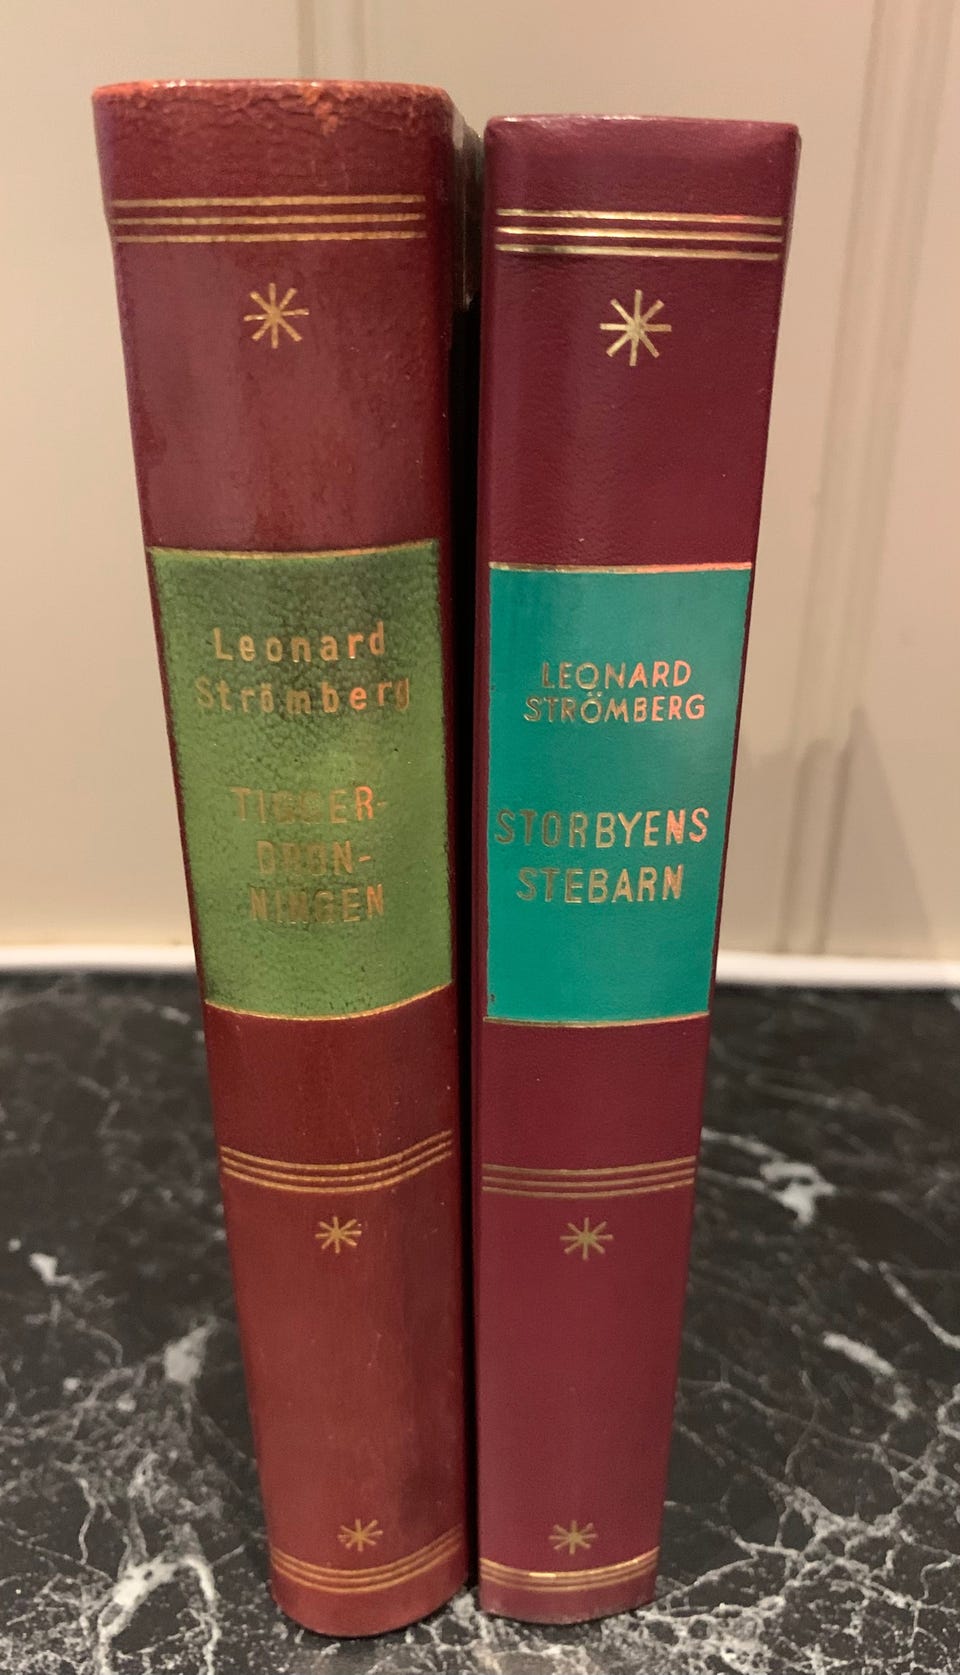 Leonard
Strömberg
TIGGER-
DRON-
NINGEN
LEONARD
STRÖMBERG
STORBYENS
STEBARN